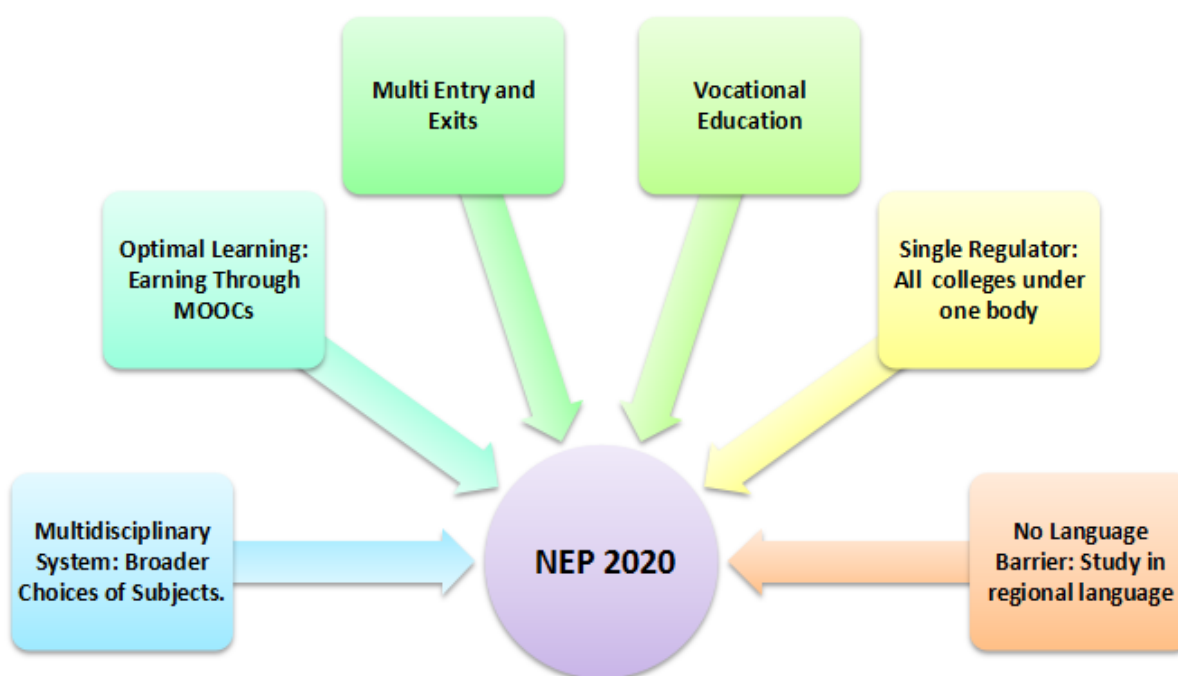 Multi Entry and
Exits
Vocational
Education
Optimal Learning:
Earning Through
MOOCs
Single Regulator:
All colleges under
one body
Multidisciplinary
System: Broader
Choices of Subjects.
NEP 2020
No Language
Barrier: Study in
regional language